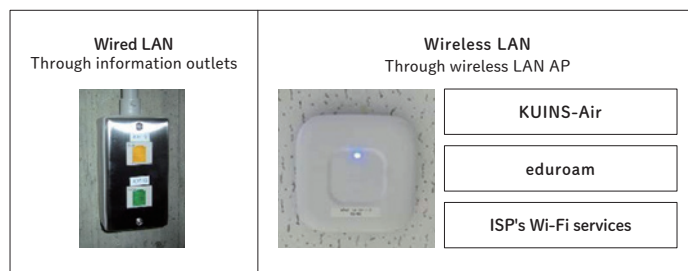 Wired LAN
Through information outlets
Wireless LAN
Through wireless LAN AP
KUINS-Air
eduroam
ISP's Wi-Fi services